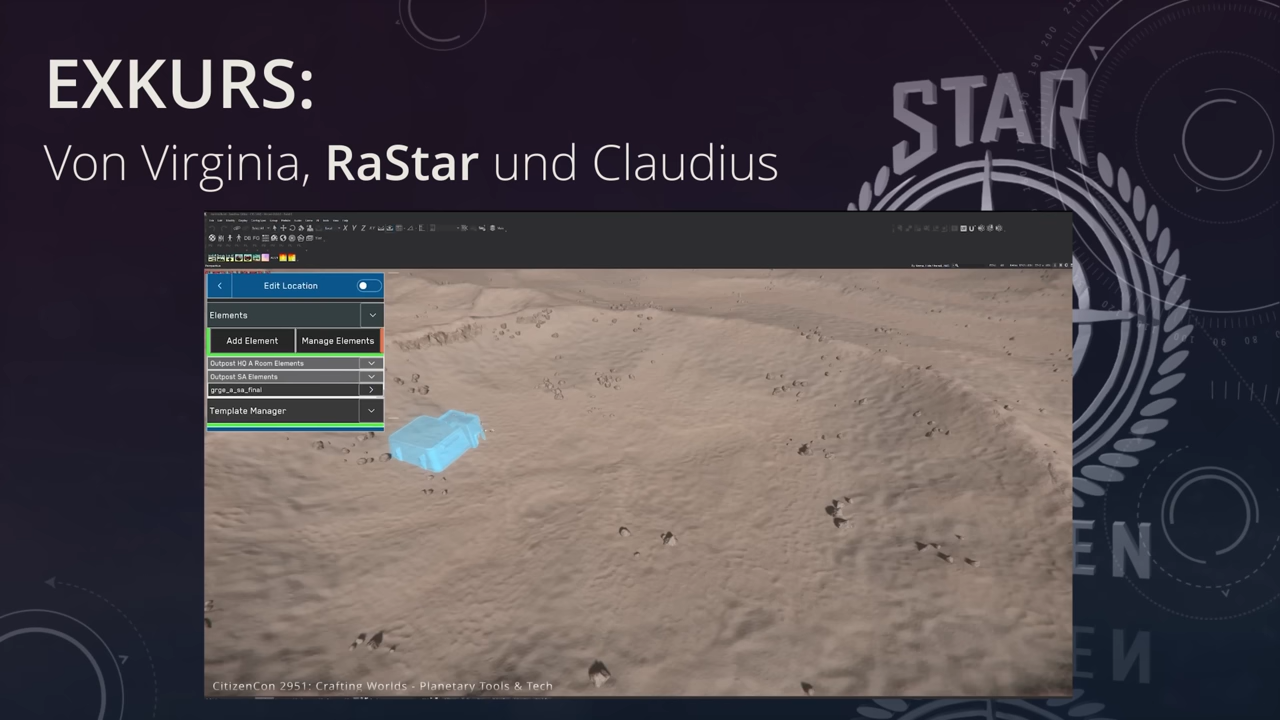 EXKURS:
Von Virginia, RaStar und Claudius
STAR
Edit Location
Elements
Add Element
Manage Elements
Outpost HQ A Room Elements
Outpost SA Elements
grge_a_sa_final
Template Manager
EN
CitizenCon 2951: Crafting Worlds - Planetary Tools & Tech